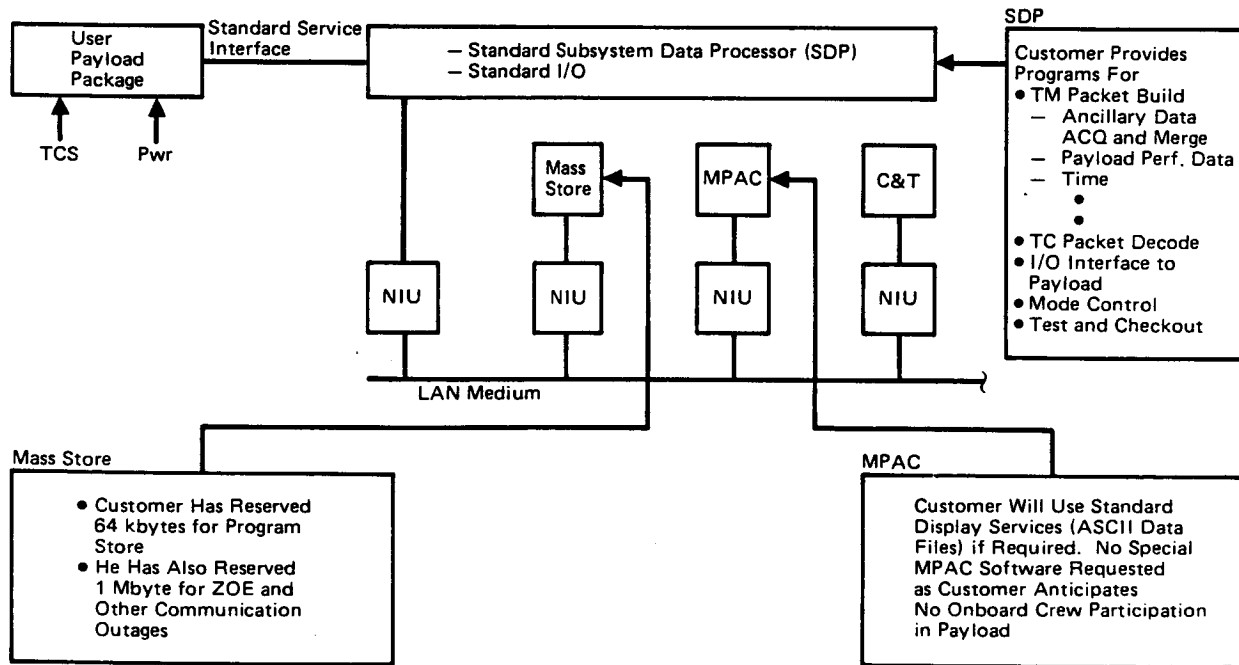 User
Payload
Package
TCS
Pwr
Standard Service
Interface
— Standard Subsystem Data Processor (SDP)
— Standard I/O
Mass
Store
MPAC
C&T
NIU
NIU
NIU
NIU
LAN Medium
SDP
Customer Provides
Programs For
● TM Packet Build
— Ancillary Data
ACQ and Merge
— Payload Perf. Data
— Time
●
●
● TC Packet Decode
● I/O Interface to
Payload
● Mode Control
● Test and Checkout
Mass Store
● Customer Has Reserved
64 kbytes for Program
Store
● He Has Also Reserved
1 Mbyte for ZOE and
Other Communication
Outages
MPAC
Customer Will Use Standard
Display Services (ASCII Data
Files) if Required. No Special
MPAC Software Requested
as Customer Anticipates
No Onboard Crew Participation
in Payload